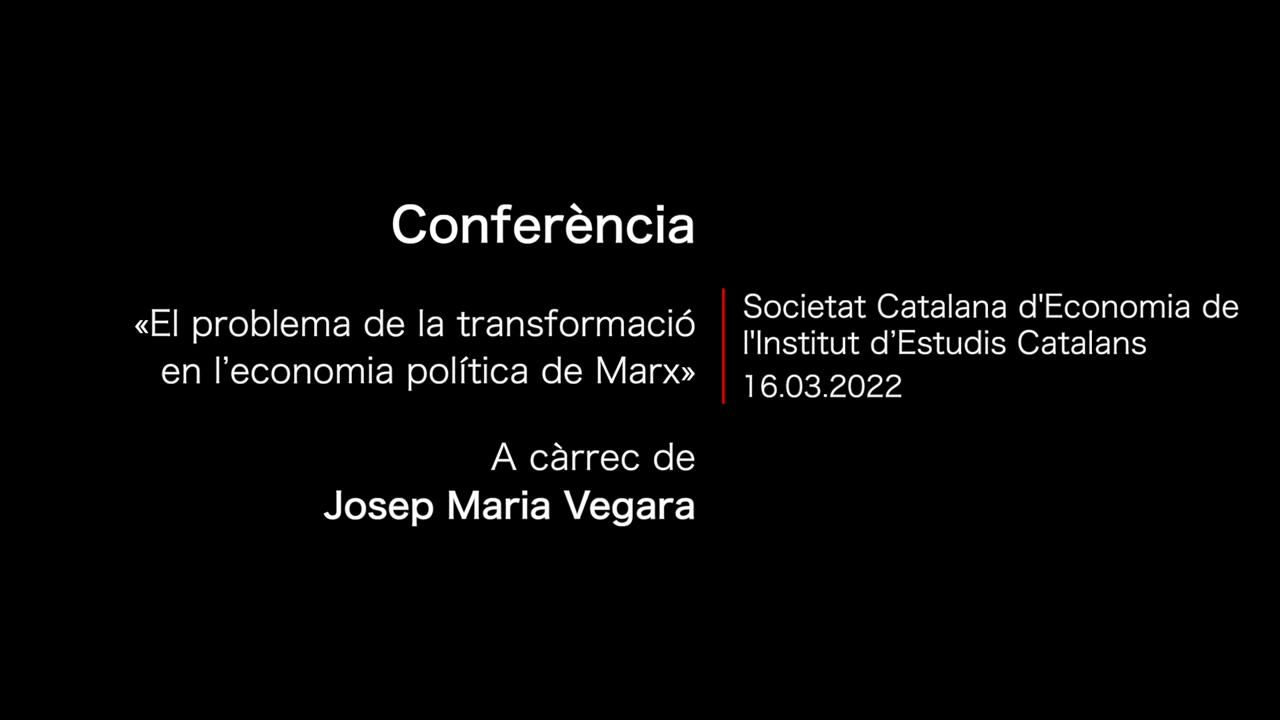 Conferència
«El problema de la transformació
en l’economia política de Marx»
A càrrec de
Josep Maria Vegara
Societat Catalana d'Economia de
l'Institut d’Estudis Catalans
16.03.2022